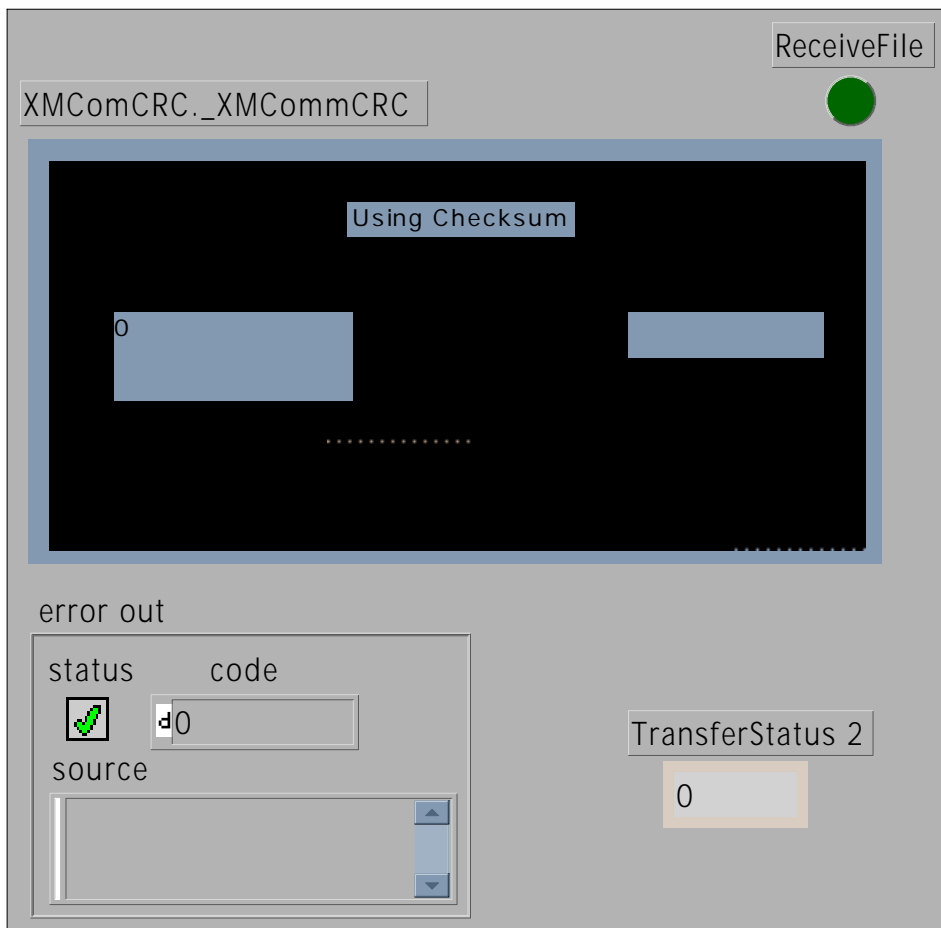 ReceiveFile
XMComCRC._XMCommCRC
Using Checksum
0
error out
status code
d0
source
TransferStatus 2
0